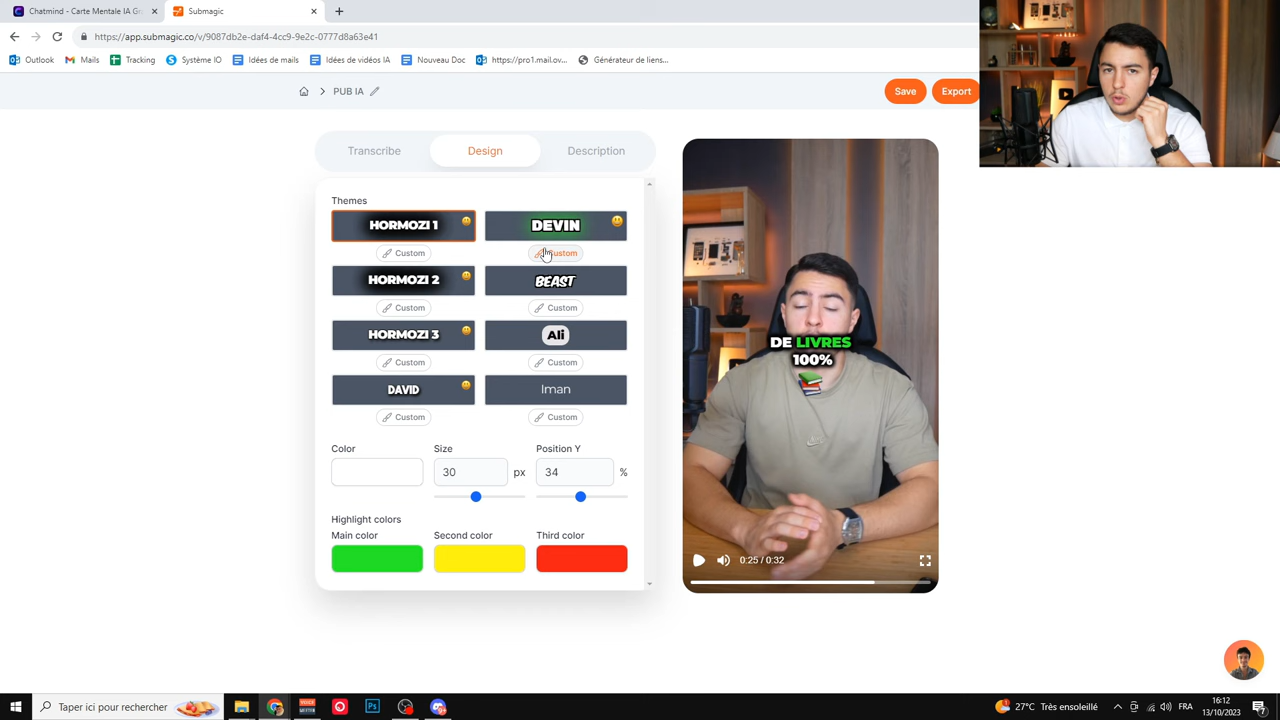 Chatmind - Carte Mentale IA Gr
Submagic
https://app.submagic.co/v/9087db2e-daf4-4cc9-9e2c-0777d8a63e41
Outlook
Mails
Tracking
Système IO
Idées de mails
Idées de vidéos IA
Nouveau Doc
https://pro1.mail.ov...
Générateur de liens...
PUB IA
Save
Export
Transcribe
Design
Description
Themes
HORMOZI 1
DEVIN
Custom
Custom
HORMOZI 2
BEAST
Custom
Custom
HORMOZI 3
Ali
Custom
Custom
DAVID
Iman
Custom
Custom
Color
Size
Position Y
30
px
34
%
Highlight colors
Main color
Second color
Third color
DE LIVRES
100%
0:25 / 0:32
Taper ici pour rechercher
Ps
27°C Très ensoleillé
FRA
16:12
13/10/2023